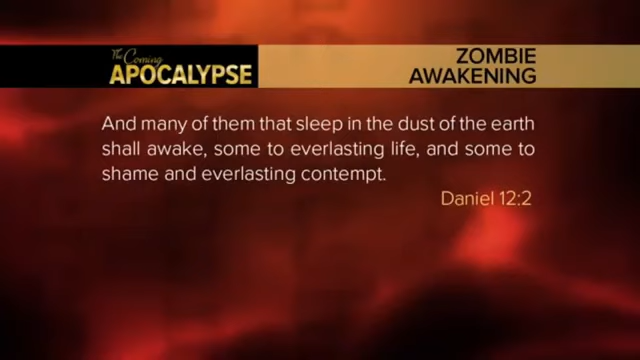 The Coming
APOCALYPSE
ZOMBIE
AWAKENING
And many of them that sleep in the dust of the earth
shall awake, some to everlasting life, and some to
shame and everlasting contempt.
Daniel 12:2